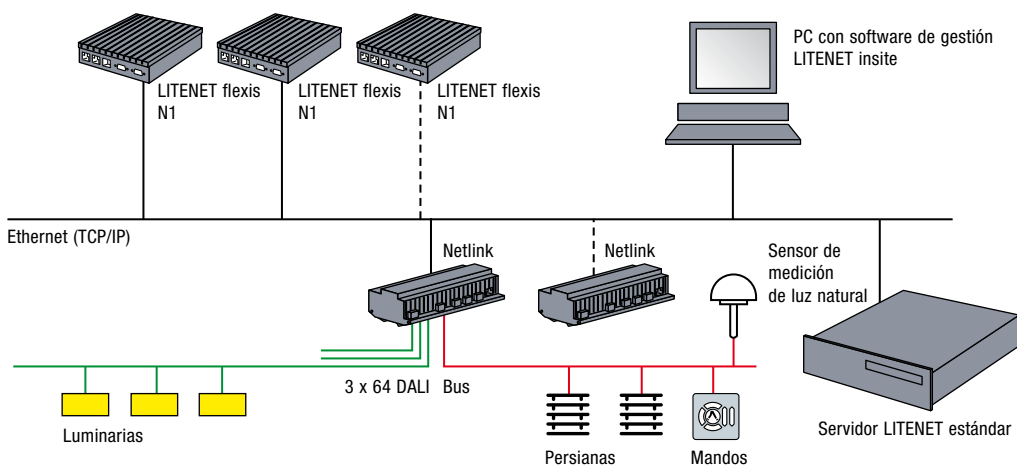 PC con software de gestión
LITENET insite
LITENET flexis
N1
LITENET flexis
N1
LITENET flexis
N1
Ethernet (TCP/IP)
Netlink
Netlink
Sensor de
medición
de luz natural
3 x 64 DALI Bus
Luminarias
Persianas
Mandos
Servidor LITENET estándar